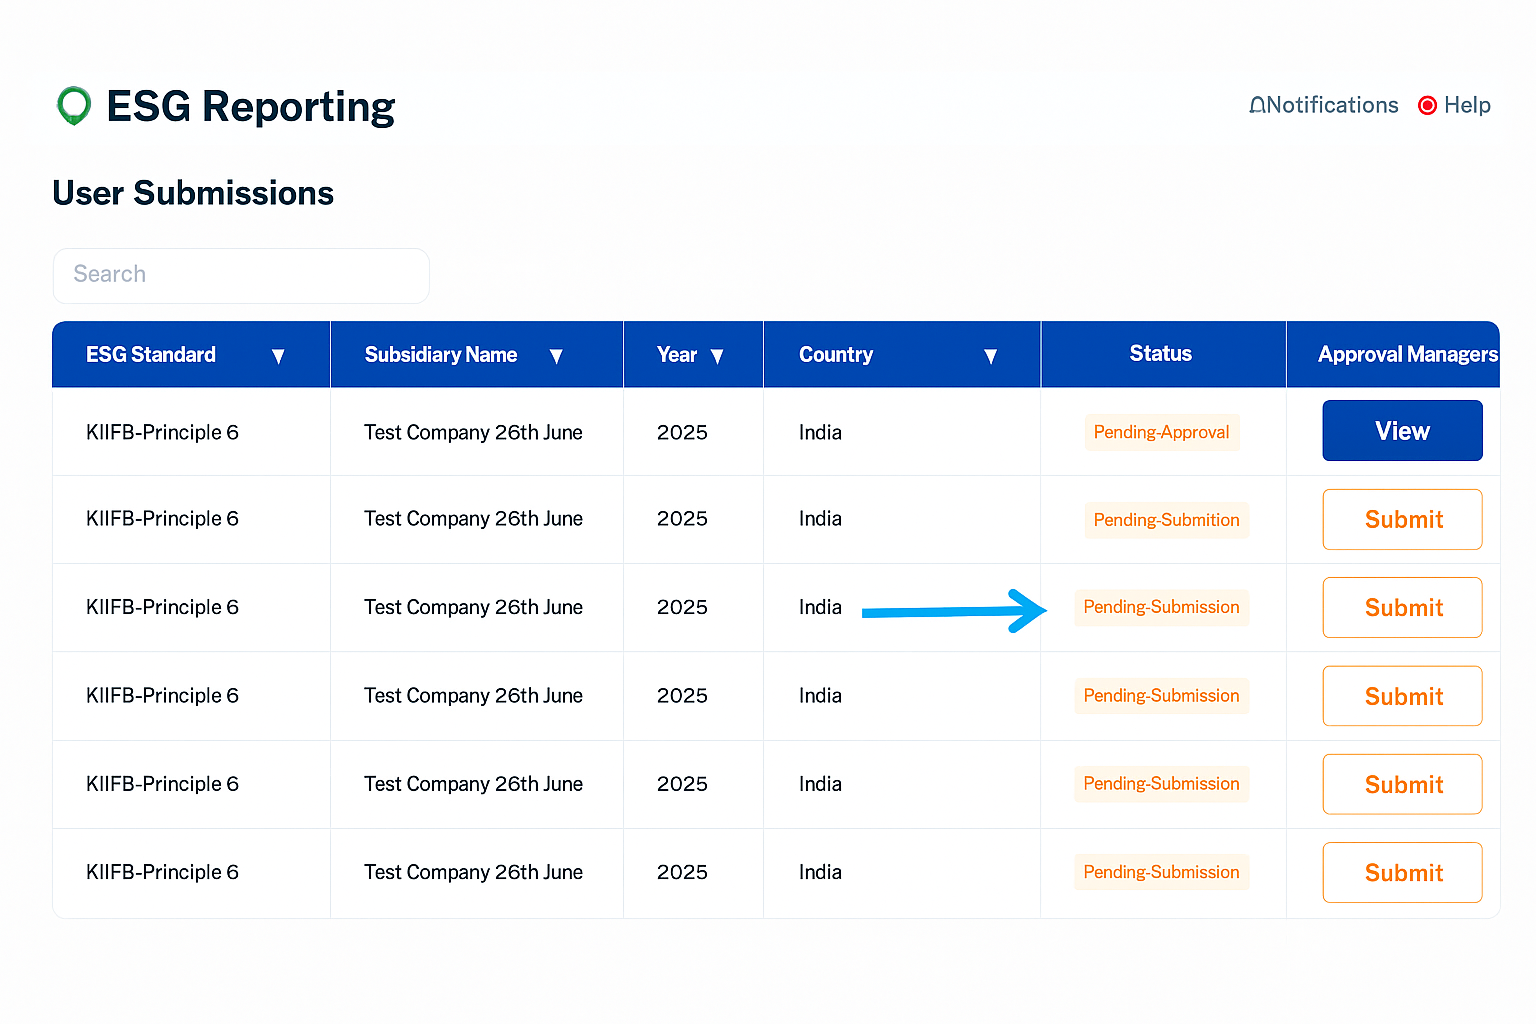 ESG Reporting
Notifications Help
User Submissions
Search
ESG Standard Subsidiary Name Year Country Status Approval Managers
KIIFB-Principle 6 Test Company 26th June 2025 India Pending-Approval View
KIIFB-Principle 6 Test Company 26th June 2025 India Pending-Submition Submit
KIIFB-Principle 6 Test Company 26th June 2025 India Pending-Submission Submit
KIIFB-Principle 6 Test Company 26th June 2025 India Pending-Submission Submit
KIIFB-Principle 6 Test Company 26th June 2025 India Pending-Submission Submit
KIIFB-Principle 6 Test Company 26th June 2025 India Pending-Submission Submit